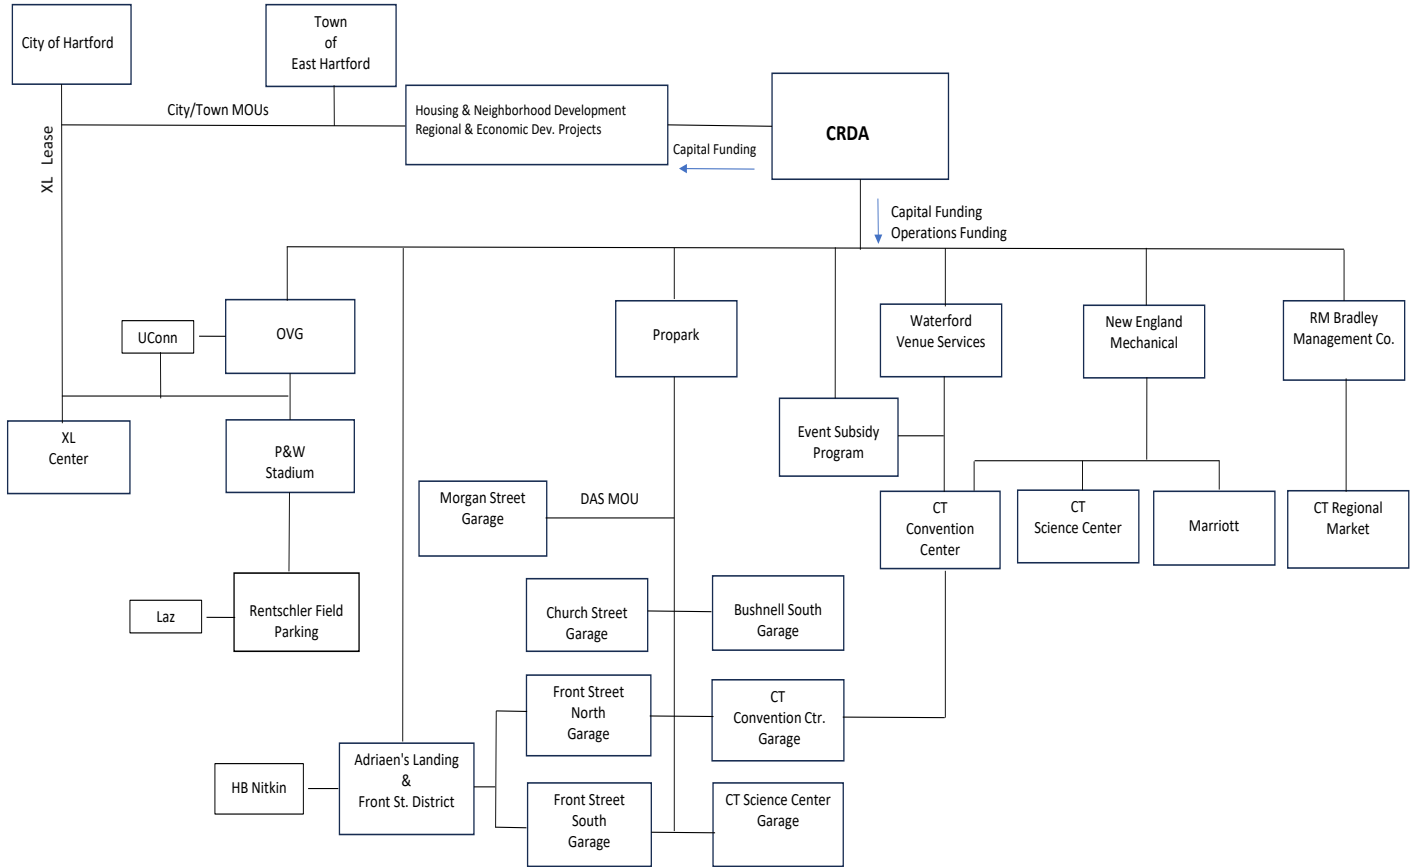 City of Hartford
Town
of
East Hartford
City/Town MOUs
Housing & Neighborhood Development
Regional & Economic Dev. Projects
CRDA
Capital Funding
XL Lease
Capital Funding
Operations Funding
UConn
OVG
Propark
Waterford
Venue Services
New England
Mechanical
RM Bradley
Management Co.
XL
Center
P&W
Stadium
Event Subsidy
Program
Morgan Street
Garage
DAS MOU
CT
Convention
Center
CT
Science Center
Marriott
CT Regional
Market
Laz
Rentschler Field
Parking
Church Street
Garage
Bushnell South
Garage
Front Street
North
Garage
CT
Convention Ctr.
Garage
HB Nitkin
Adriaen's Landing
&
Front St. District
Front Street
South
Garage
CT Science Center
Garage